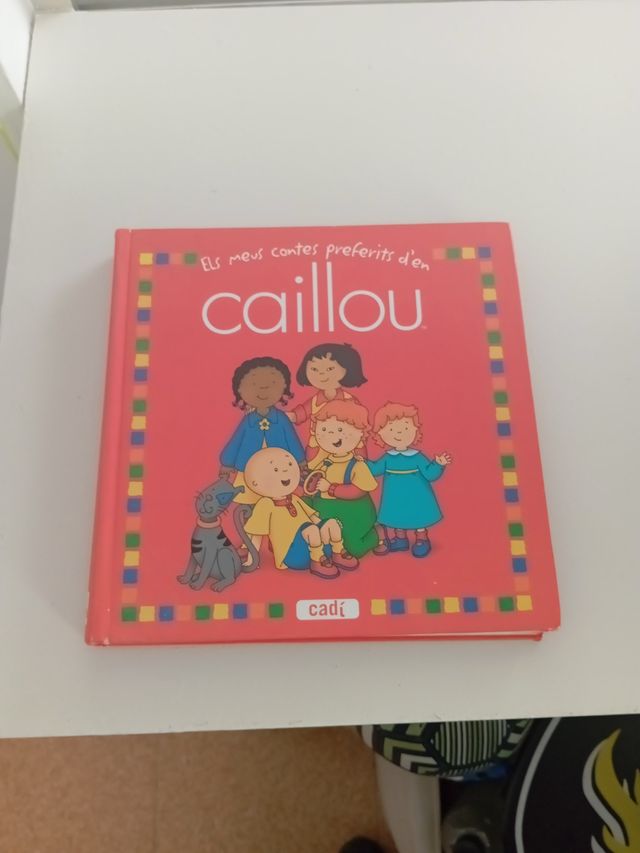 Els meus contes preferits d'en
caillou
cadí